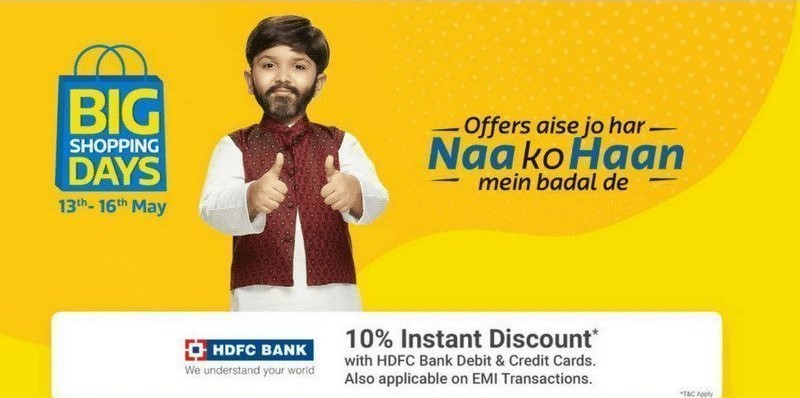 BIG
SHOPPING
DAYS
13th- 16th May
Offers aise jo har
Naa ko Haan
mein badal de
HDFC BANK
We understand your world
10% Instant Discount*
with HDFC Bank Debit & Credit Cards.
Also applicable on EMI Transactions.
*T&C Apply